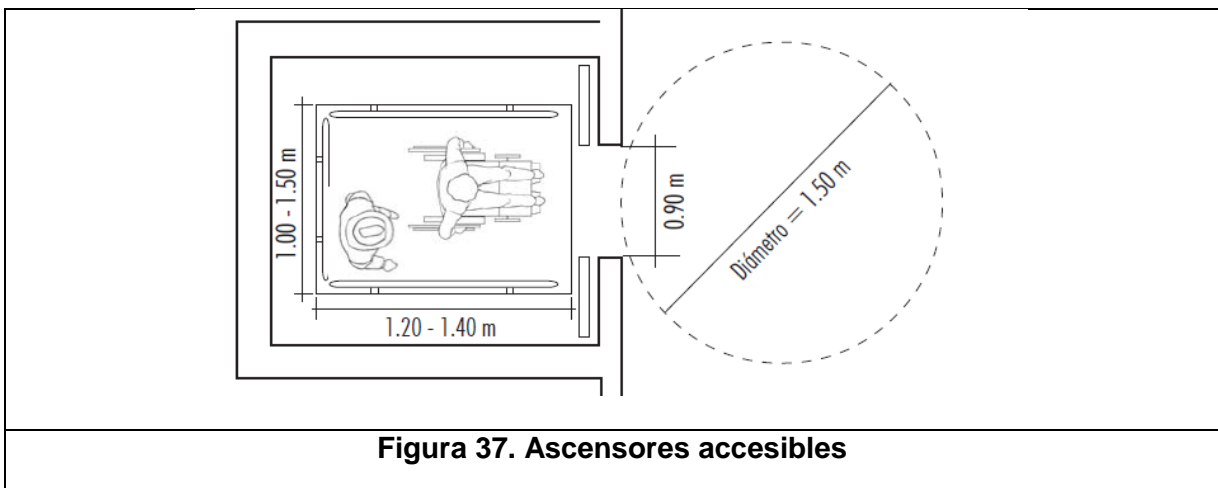 1.00 - 1.50 m
1.20 - 1.40 m
0.90 m
Diámetro = 1.50 m
Figura 37. Ascensores accesibles